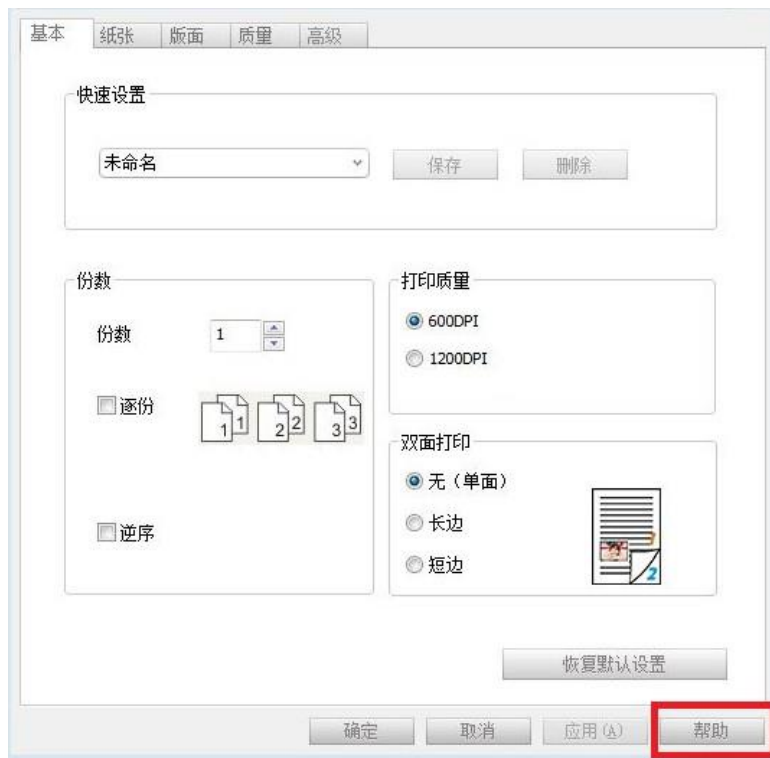 基本 纸张 版面 质量 高级
快速设置
未命名 保存 删除
份数
份数 1
逐份 1 1 2 2 3 3
逆序
打印质量
600DPI
1200DPI
双面打印
无（单面）
长边
短边
1
2
恢复默认设置
确定 取消 应用(A) 帮助